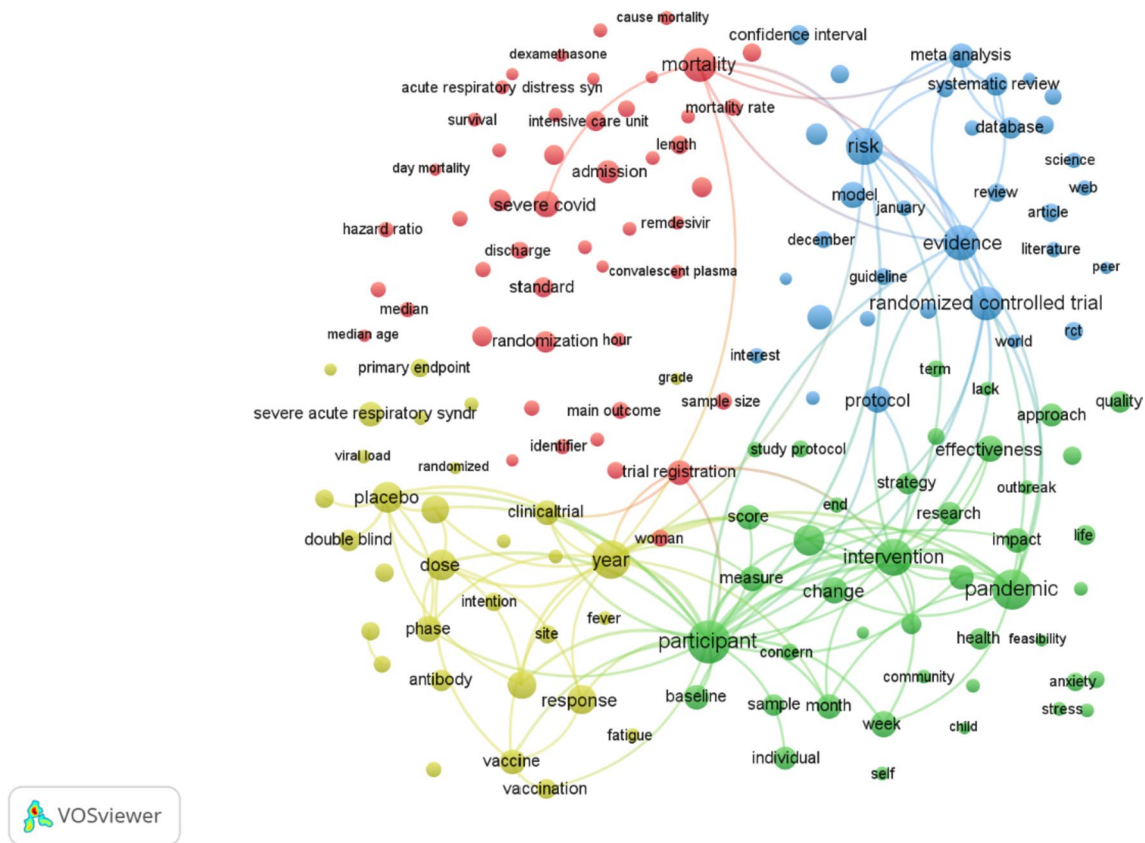 cause mortality
confidence interval
dexamethasone
meta analysis
mortality
acute respiratory distress syn
systematic review
mortality rate
survival
intensive care unit
database
length
risk
science
day mortality
admission
web
model
review
severe covid
january
article
hazard ratio
remdesivir
december
evidence
discharge
literature
convalescent plasma
peer
guideline
standard
randomized controlled trial
median
median age
randomization
hour
world
rct
interest
primary endpoint
term
grade
lack
severe acute respiratory syndr
main outcome
sample size
protocol
approach
quality
identifier
study protocol
effectiveness
viral load
randomized
trial registration
strategy
outbreak
placebo
clinicaltrial
score
end
research
double blind
woman
impact
life
dose
year
intervention
measure
change
pandemic
intention
phase
site
fever
participant
concern
health
feasibility
antibody
community
anxiety
response
baseline
sample
month
stress
fatigue
week
child
vaccine
individual
self
vaccination
VOSviewer